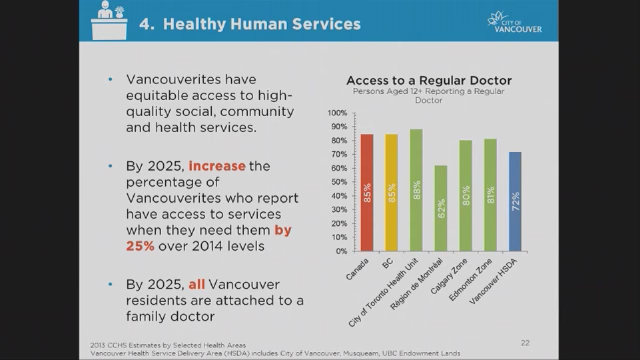 4. Healthy Human Services
CITY OF
VANCOUVER
• Vancouverites have
equitable access to high-
quality social, community
and health services.
• By 2025, increase the
percentage of
Vancouverites who report
have access to services
when they need them by
25% over 2014 levels
• By 2025, all Vancouver
residents are attached to a
family doctor
Access to a Regular Doctor
Persons Aged 12+ Reporting a Regular
Doctor
100%
90%
80%
70%
60%
50%
40%
30%
20%
10%
0%
85%
85%
88%
62%
80%
81%
72%
Canada
BC
City of Toronto Health Unit
Région de Montréal
Calgary Zone
Edmonton Zone
Vancouver HSDA
2013 CCHS Estimates by Selected Health Areas
Vancouver Health Service Delivery Area (HSDA) includes City of Vancouver, Musqueam, UBC Endowment Lands
22